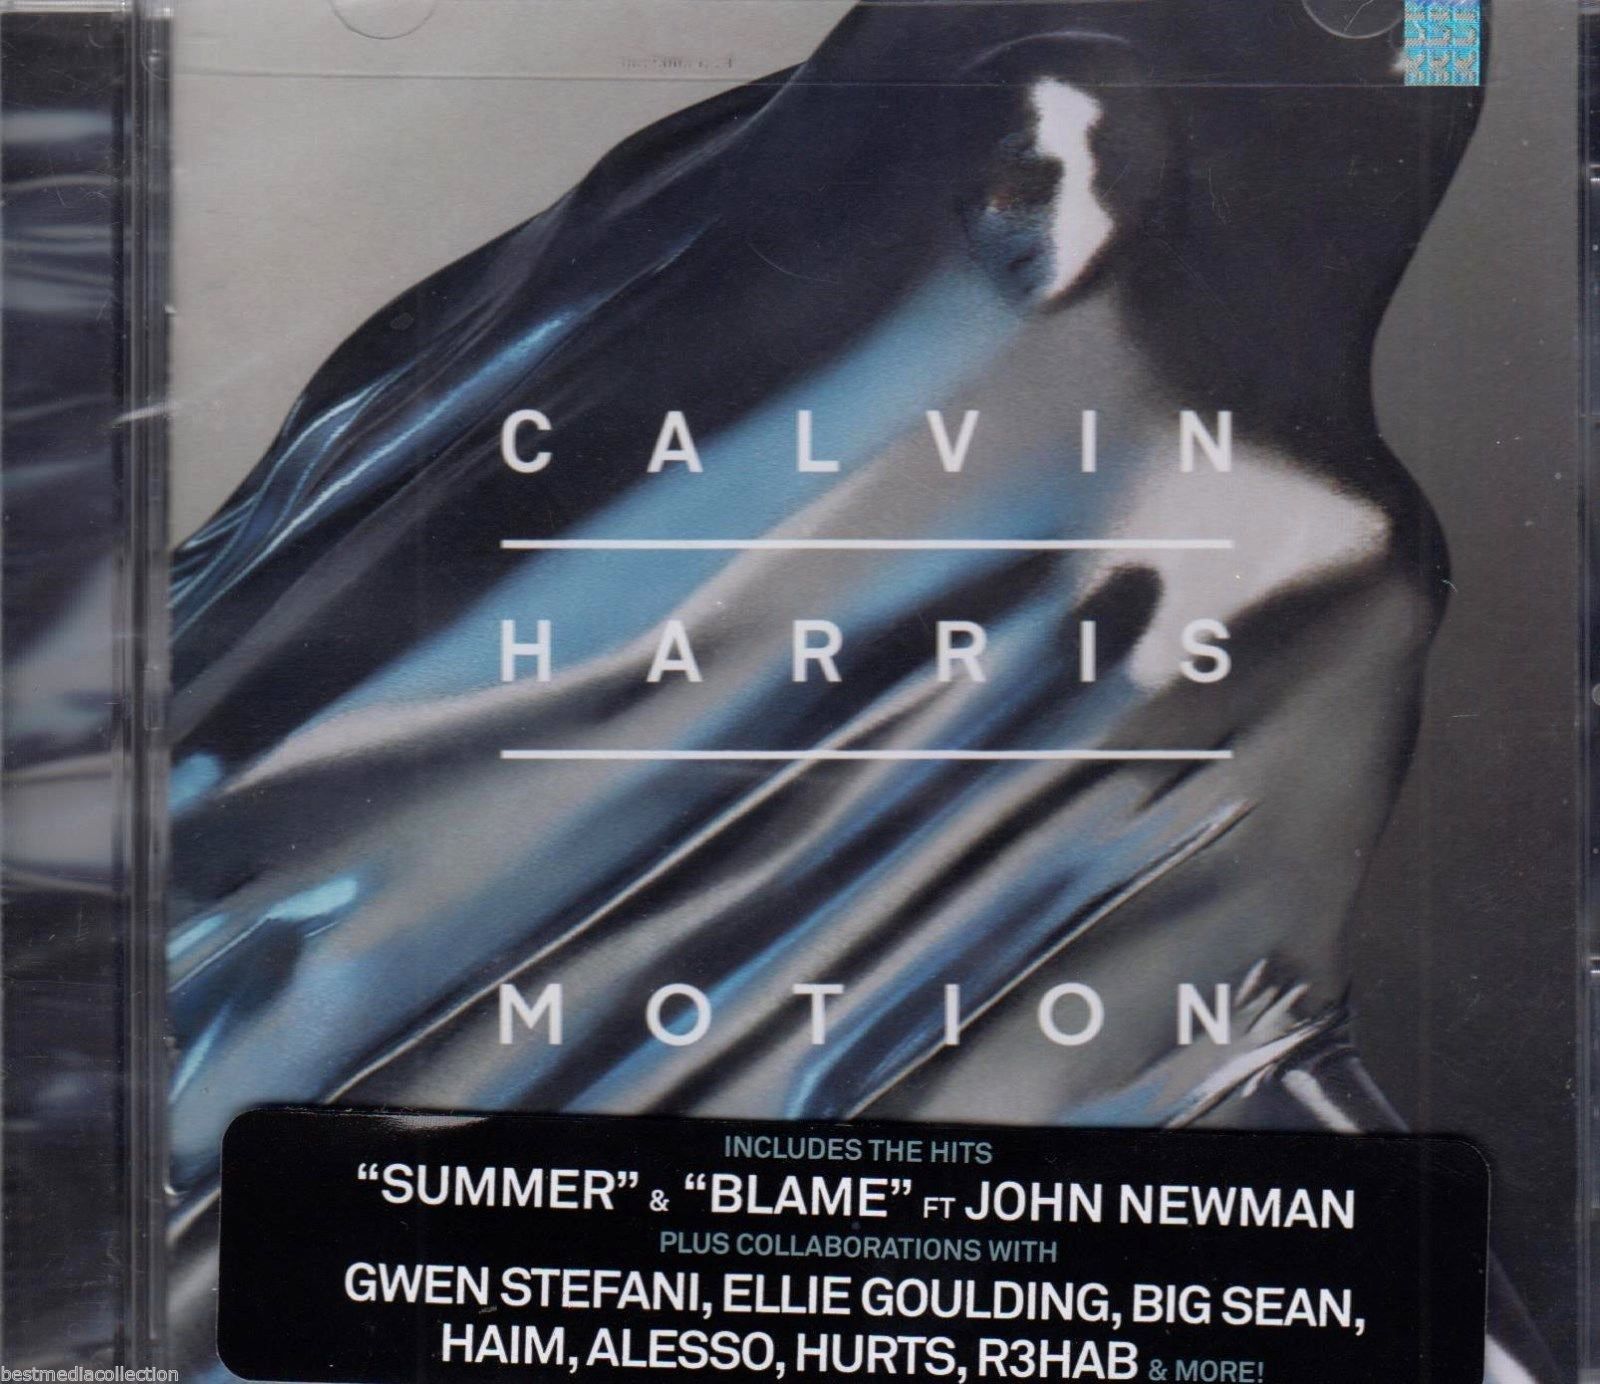 CALVIN
HARRIS
MOTION
INCLUDES THE HITS
“SUMMER” & “BLAME” FT JOHN NEWMAN
PLUS COLLABORATIONS WITH
GWEN STEFANI, ELLIE GOULDING, BIG SEAN,
HAIM, ALESSO, HURTS, R3HAB & MORE!
bestmediacollection